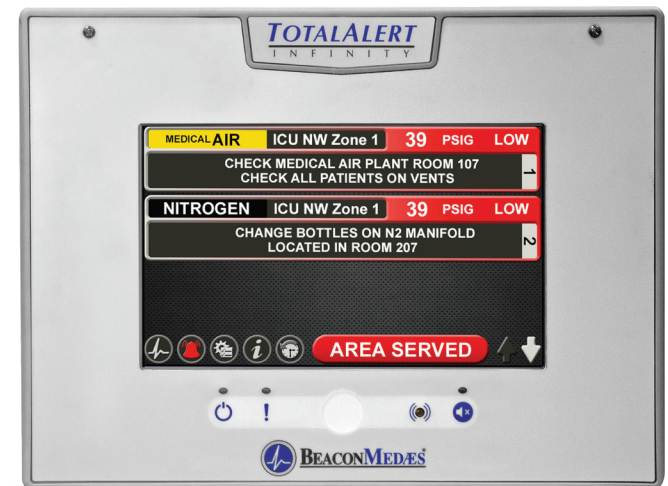 TOTALALERT
INFINITY
MEDICAL AIR ICU NW Zone 1 39 PSIG LOW
CHECK MEDICAL AIR PLANT ROOM 107
CHECK ALL PATIENTS ON VENTS
1
NITROGEN ICU NW Zone 1 39 PSIG LOW
CHANGE BOTTLES ON N2 MANIFOLD
LOCATED IN ROOM 207
2
AREA SERVED
BEACONMEDÆS